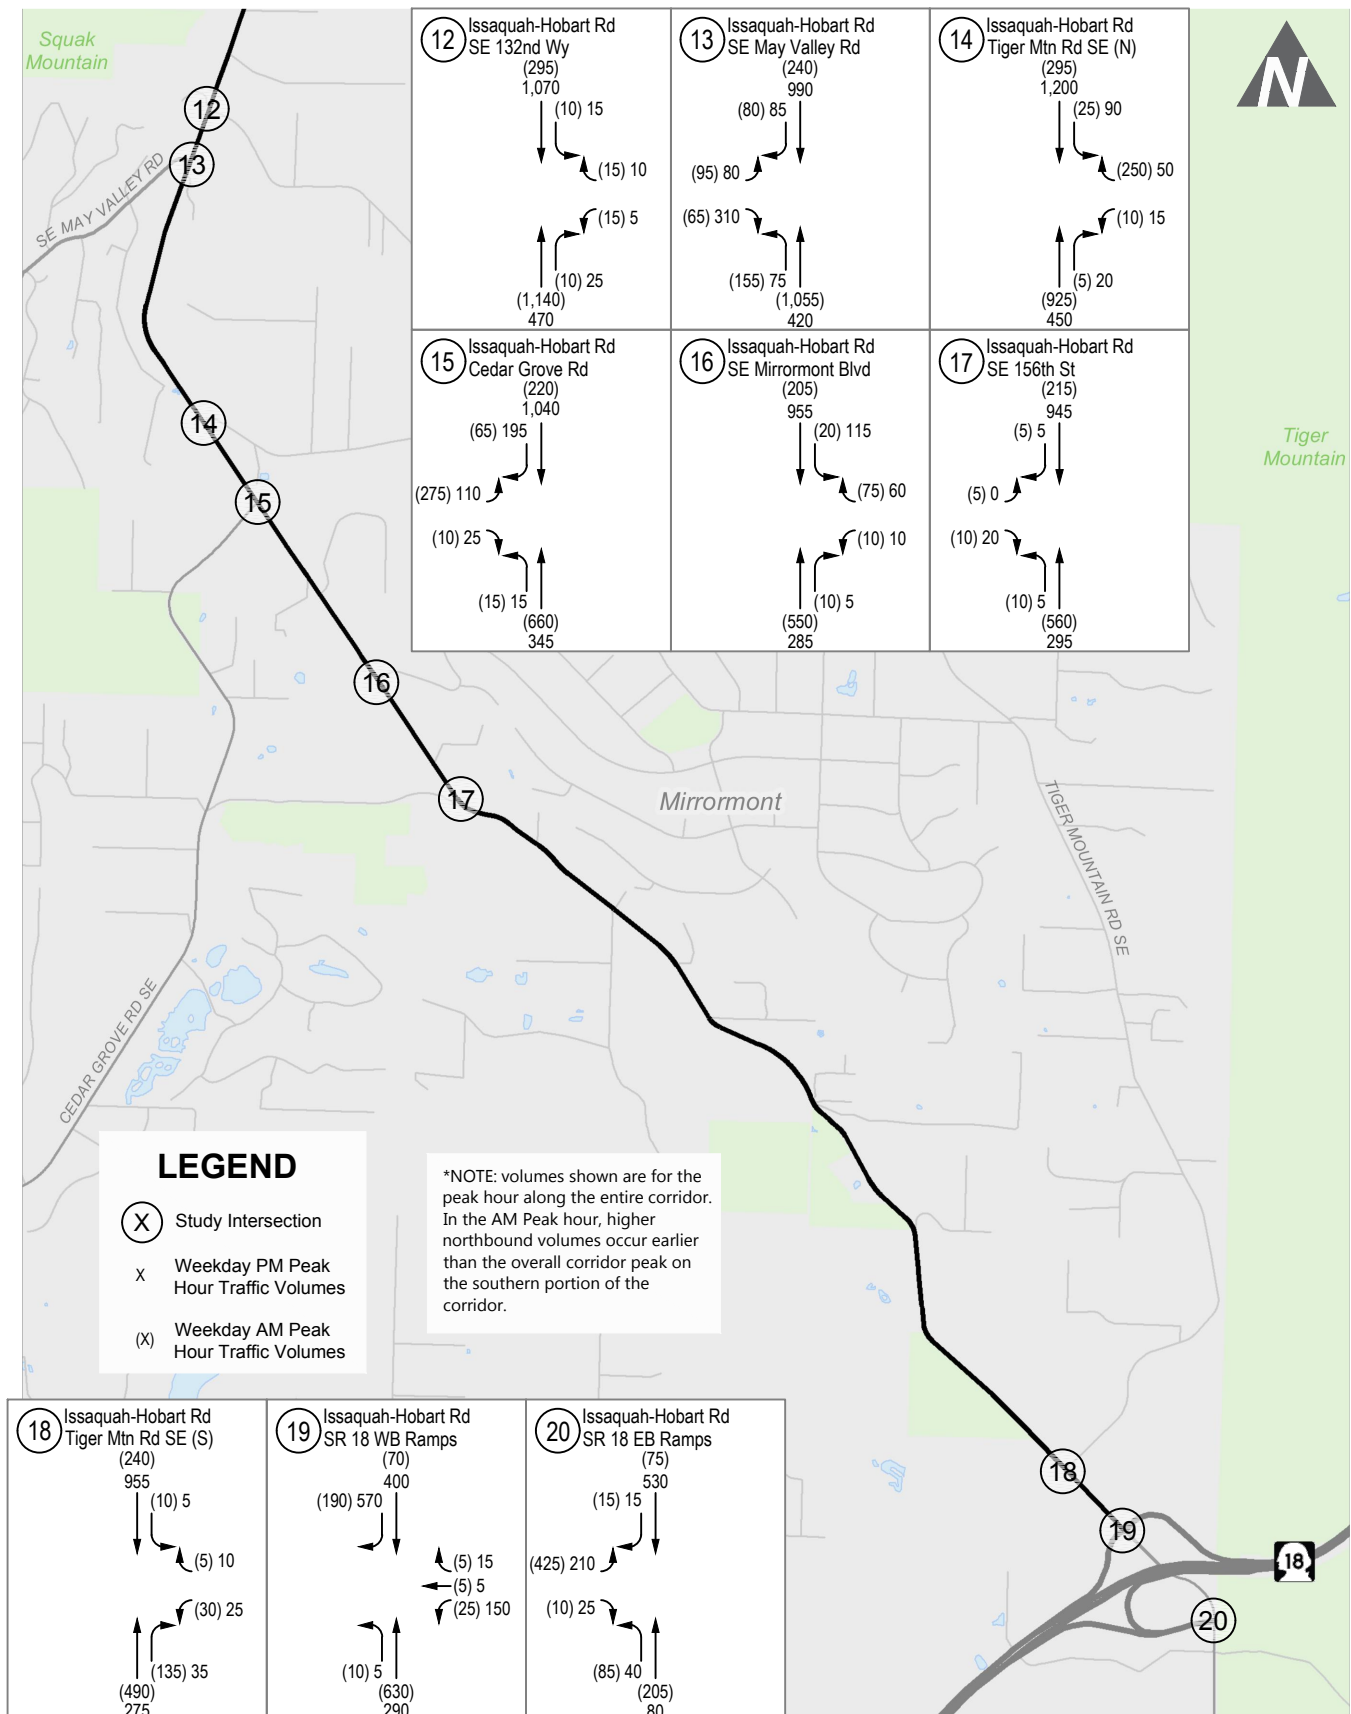 Squak
Mountain
12
13
SE MAY VALLEY RD
14
15
16
17
Mirrormont
TIGER MOUNTAIN RD SE
CEDAR GROVE RD SE
Tiger
Mountain
N
12
Issaquah-Hobart Rd
SE 132nd Wy
(295)
1,070
(10) 15
(15) 10
(15) 5
(10) 25
(1,140)
470
13
Issaquah-Hobart Rd
SE May Valley Rd
(240)
990
(80) 85
(95) 80
(65) 310
(155) 75
(1,055)
420
14
Issaquah-Hobart Rd
Tiger Mtn Rd SE (N)
(295)
1,200
(25) 90
(250) 50
(10) 15
(5) 20
(925)
450
15
Issaquah-Hobart Rd
Cedar Grove Rd
(220)
1,040
(65) 195
(275) 110
(10) 25
(15) 15
(660)
345
16
Issaquah-Hobart Rd
SE Mirrormont Blvd
(205)
955
(20) 115
(75) 60
(10) 10
(10) 5
(550)
285
17
Issaquah-Hobart Rd
SE 156th St
(215)
945
(5) 5
(5) 0
(10) 20
(10) 5
(560)
295
LEGEND
X Study Intersection
X Weekday PM Peak
Hour Traffic Volumes
(X) Weekday AM Peak
Hour Traffic Volumes
*NOTE: volumes shown are for the
peak hour along the entire corridor.
In the AM Peak hour, higher
northbound volumes occur earlier
than the overall corridor peak on
the southern portion of the
corridor.
18
Issaquah-Hobart Rd
Tiger Mtn Rd SE (S)
(240)
955
(10) 5
(5) 10
(30) 25
(135) 35
(490)
275
19
Issaquah-Hobart Rd
SR 18 WB Ramps
(70)
400
(190) 570
(5) 15
(5) 5
(25) 150
(10) 5
(630)
290
20
Issaquah-Hobart Rd
SR 18 EB Ramps
(75)
530
(15) 15
(425) 210
(10) 25
(85) 40
(205)
80
18
19
18
20